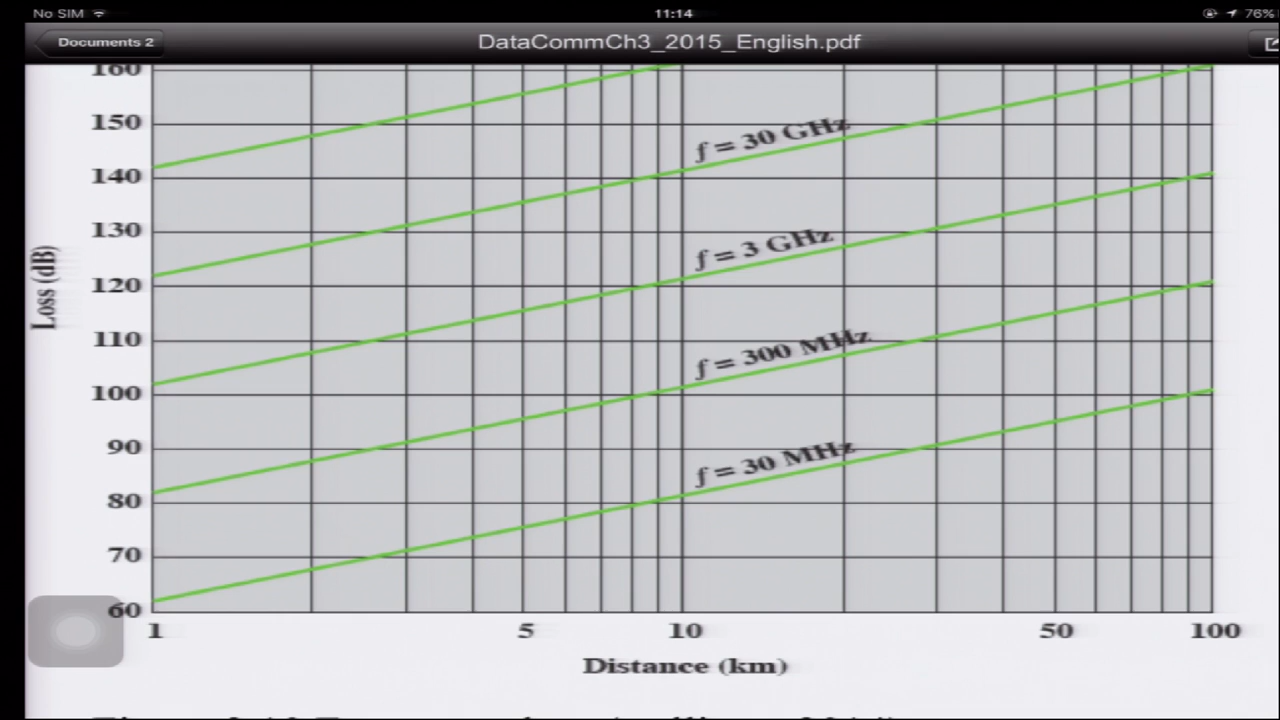 No SIM 11:14 76%
Documents 2 DataCommCh3_2015_English.pdf
160
150
140
130
120
110
100
90
80
70
60
Loss (dB)
f = 30 GHz
f = 3 GHz
f = 300 MHz
f = 30 MHz
1 5 10 50 100
Distance (km)